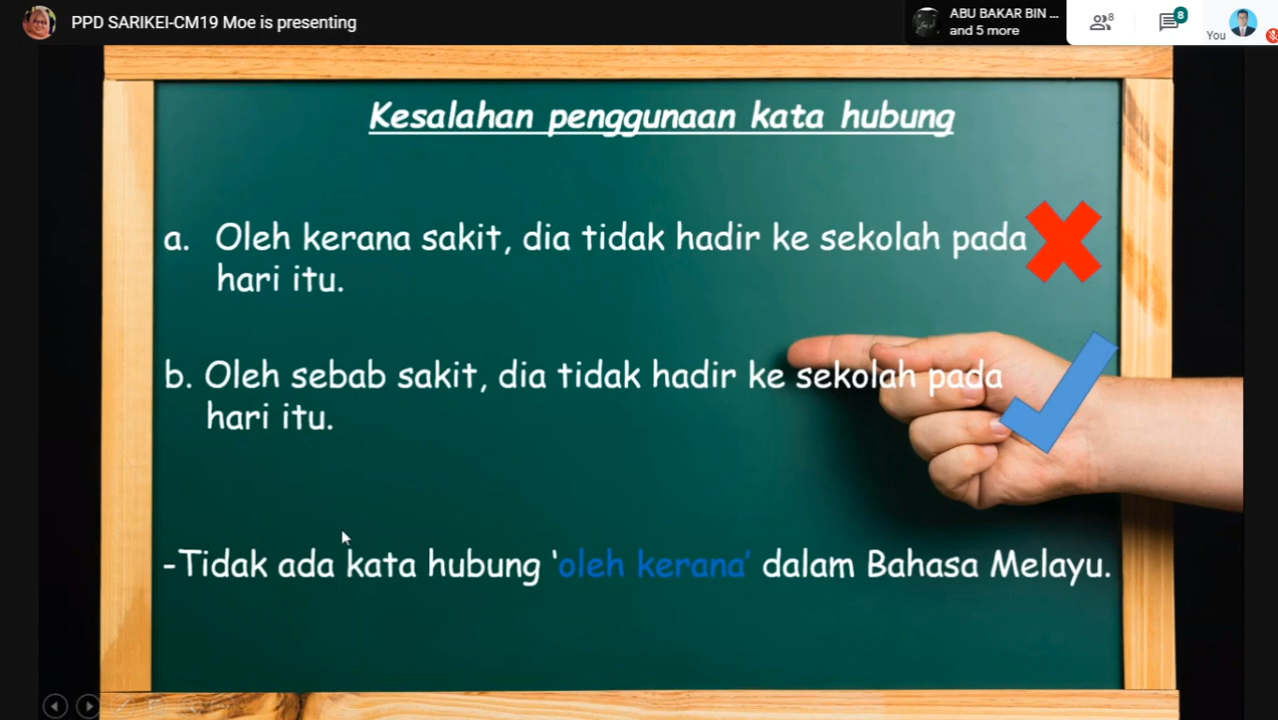 PPD SARIKEI-CM19 Moe is presenting
ABU BAKAR BIN ...
and 5 more
8
8
You
Kesalahan penggunaan kata hubung
a. Oleh kerana sakit, dia tidak hadir ke sekolah pada
hari itu.
b. Oleh sebab sakit, dia tidak hadir ke sekolah pada
hari itu.
-Tidak ada kata hubung ‘oleh kerana’ dalam Bahasa Melayu.